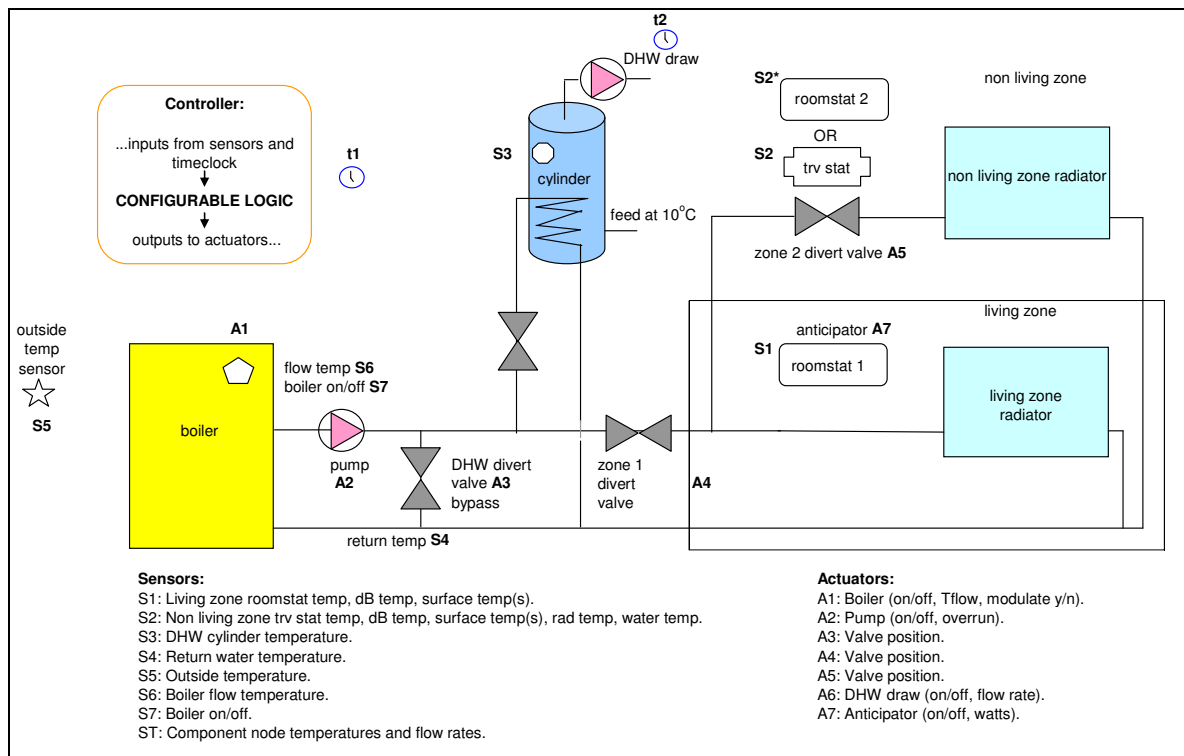 t2
DHW draw
Controller:
...inputs from sensors and
timeclock
CONFIGURABLE LOGIC
outputs to actuators...
t1
S3
cylinder
feed at 10°C
S2*
roomstat 2
OR
S2
trv stat
zone 2 divert valve A5
non living zone
non living zone radiator
living zone
anticipator A7
S1
roomstat 1
living zone
radiator
outside
temp
sensor
S5
A1
boiler
flow temp S6
boiler on/off S7
pump
A2
DHW divert
valve A3
bypass
zone 1
divert
valve
A4
return temp S4
Sensors:
S1: Living zone roomstat temp, dB temp, surface temp(s).
S2: Non living zone trv stat temp, dB temp, surface temp(s), rad temp, water temp.
S3: DHW cylinder temperature.
S4: Return water temperature.
S5: Outside temperature.
S6: Boiler flow temperature.
S7: Boiler on/off.
ST: Component node temperatures and flow rates.
Actuators:
A1: Boiler (on/off, Tflow, modulate y/n).
A2: Pump (on/off, overrun).
A3: Valve position.
A4: Valve position.
A5: Valve position.
A6: DHW draw (on/off, flow rate).
A7: Anticipator (on/off, watts).